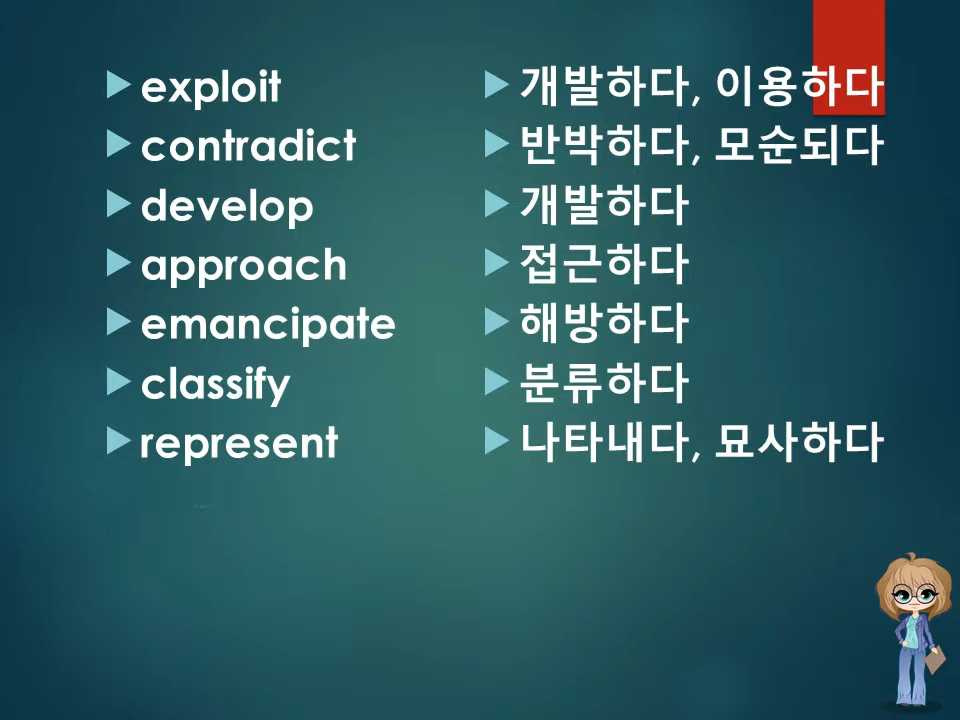 exploit
contradict
develop
approach
emancipate
classify
represent
개발하다, 이용하다
반박하다, 모순되다
개발하다
접근하다
해방하다
분류하다
나타내다, 묘사하다